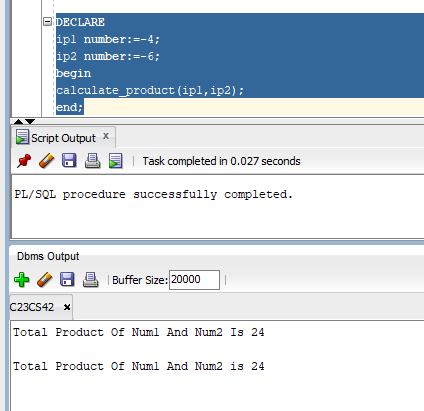 DECLARE
ip1 number:=-4;
ip2 number:=-6;
begin
calculate_product(ip1,ip2);
end;
Script Output x
Task completed in 0.027 seconds
PL/SQL procedure successfully completed.
Dbms Output
Buffer Size: 20000
C23CS42 x
Total Product Of Num1 And Num2 Is 24
Total Product Of Num1 And Num2 is 24